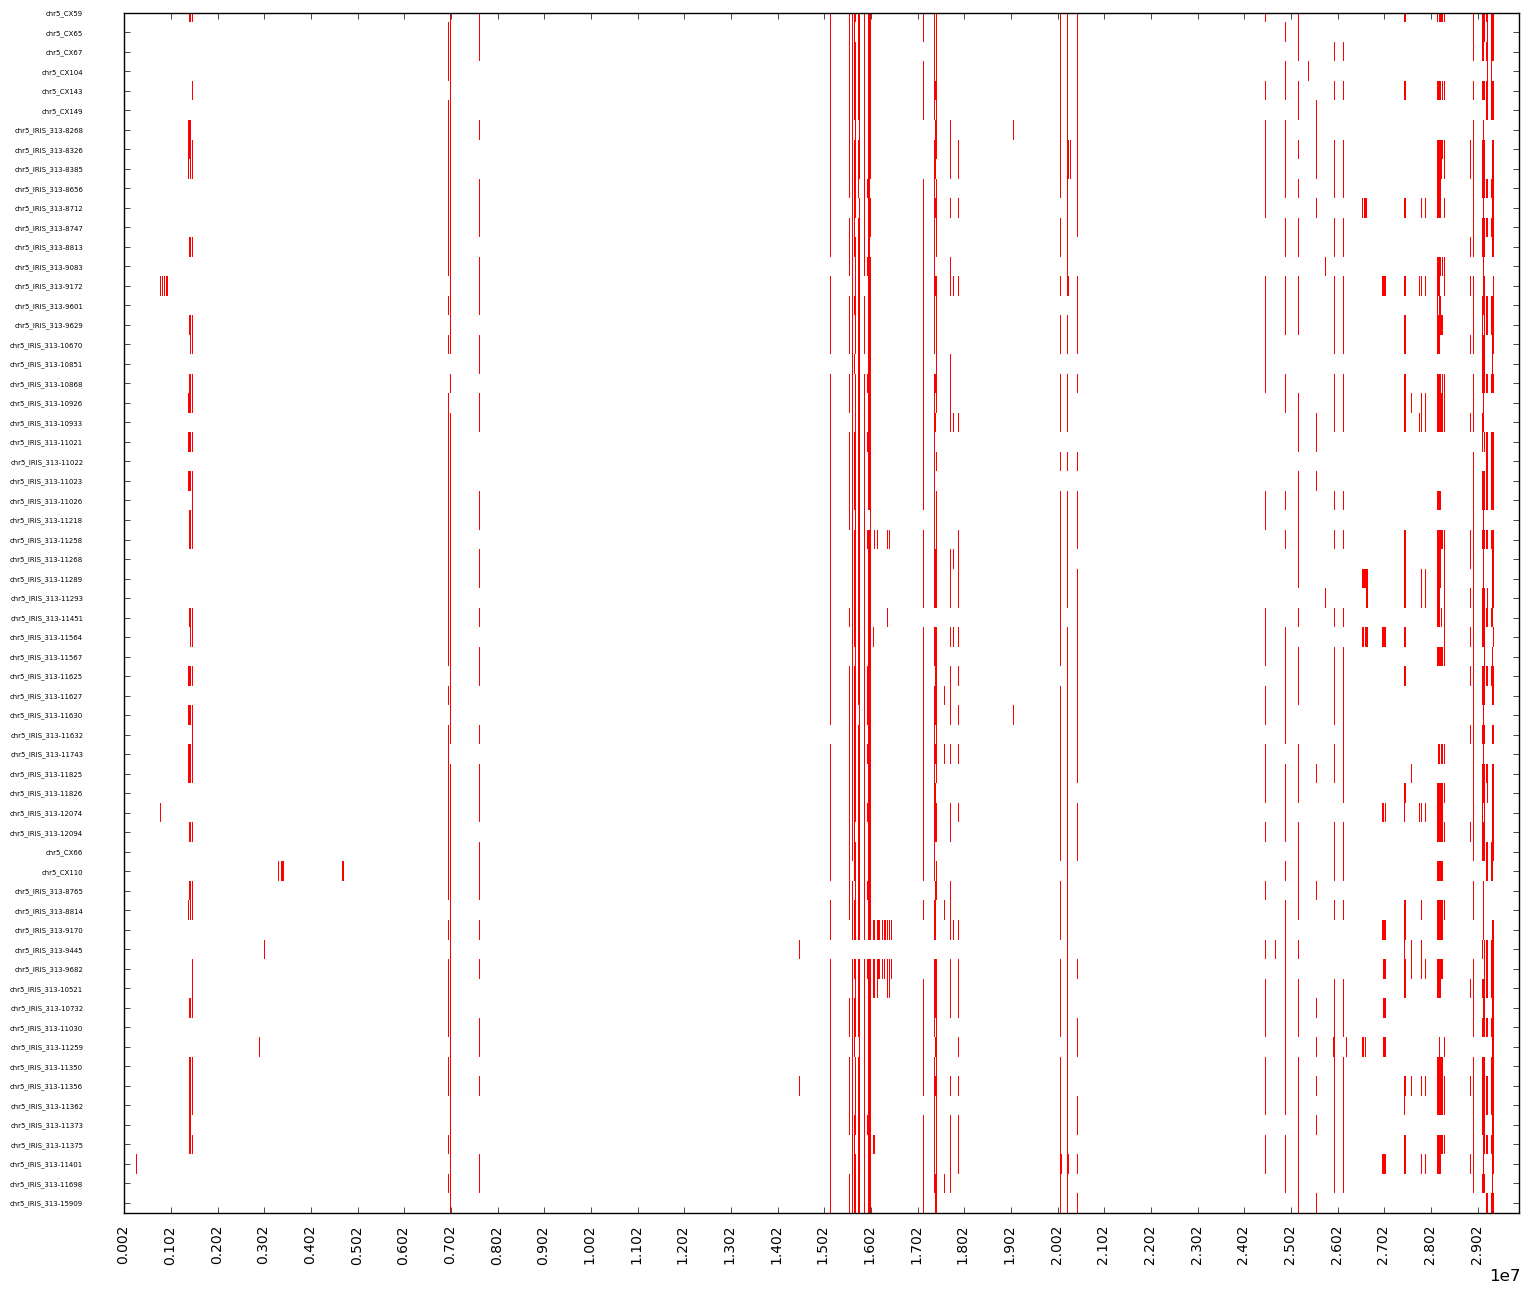 chr5_CX59
chr5_CX65
chr5_CX67
chr5_CX104
chr5_CX143
chr5_CX149
chr5_IRIS_313-8268
chr5_IRIS_313-8326
chr5_IRIS_313-8385
chr5_IRIS_313-8656
chr5_IRIS_313-8712
chr5_IRIS_313-8747
chr5_IRIS_313-8813
chr5_IRIS_313-9083
chr5_IRIS_313-9172
chr5_IRIS_313-9601
chr5_IRIS_313-9629
chr5_IRIS_313-10670
chr5_IRIS_313-10851
chr5_IRIS_313-10868
chr5_IRIS_313-10926
chr5_IRIS_313-10933
chr5_IRIS_313-11021
chr5_IRIS_313-11022
chr5_IRIS_313-11023
chr5_IRIS_313-11026
chr5_IRIS_313-11218
chr5_IRIS_313-11258
chr5_IRIS_313-11268
chr5_IRIS_313-11289
chr5_IRIS_313-11293
chr5_IRIS_313-11451
chr5_IRIS_313-11564
chr5_IRIS_313-11567
chr5_IRIS_313-11625
chr5_IRIS_313-11627
chr5_IRIS_313-11630
chr5_IRIS_313-11632
chr5_IRIS_313-11743
chr5_IRIS_313-11825
chr5_IRIS_313-11826
chr5_IRIS_313-12074
chr5_IRIS_313-12094
chr5_CX66
chr5_CX110
chr5_IRIS_313-8765
chr5_IRIS_313-8814
chr5_IRIS_313-9170
chr5_IRIS_313-9445
chr5_IRIS_313-9682
chr5_IRIS_313-10521
chr5_IRIS_313-10732
chr5_IRIS_313-11030
chr5_IRIS_313-11259
chr5_IRIS_313-11350
chr5_IRIS_313-11356
chr5_IRIS_313-11362
chr5_IRIS_313-11373
chr5_IRIS_313-11375
chr5_IRIS_313-11401
chr5_IRIS_313-11698
chr5_IRIS_313-15909
0.002 0.102 0.202 0.302 0.402 0.502 0.602 0.702 0.802 0.902 1.002 1.102 1.202 1.302 1.402 1.502 1.602 1.702 1.802 1.902 2.002 2.102 2.202 2.302 2.402 2.502 2.602 2.702 2.802 2.902
1e7